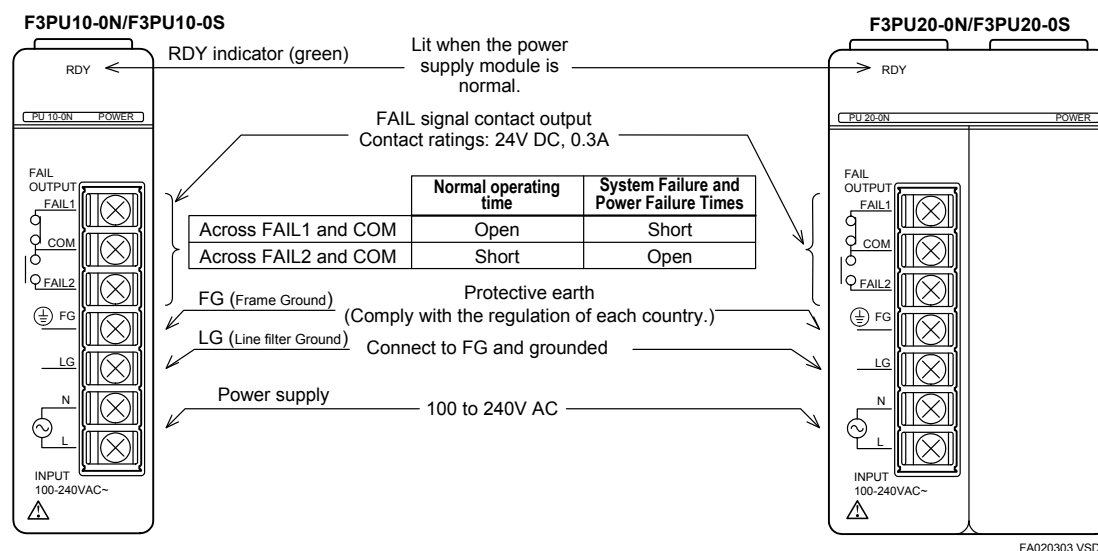 F3PU10-0N/F3PU10-0S
F3PU20-0N/F3PU20-0S
RDY
RDY indicator (green)
Lit when the power
supply module is
normal.
RDY
PU 10-0N POWER
PU 20-0N POWER
FAIL signal contact output
Contact ratings: 24V DC, 0.3A
FAIL
OUTPUT
FAIL1
COM
FAIL2
FG
LG
N
L
INPUT
100-240VAC~
Normal operating
time
System Failure and
Power Failure Times
Across FAIL1 and COM Open Short
Across FAIL2 and COM Short Open
FG (Frame Ground)
Protective earth
(Comply with the regulation of each country.)
LG (Line filter Ground)
Connect to FG and grounded
Power supply
100 to 240V AC
FAIL
OUTPUT
FAIL1
COM
FAIL2
FG
LG
N
L
INPUT
100-240VAC~
FA020303.VSD